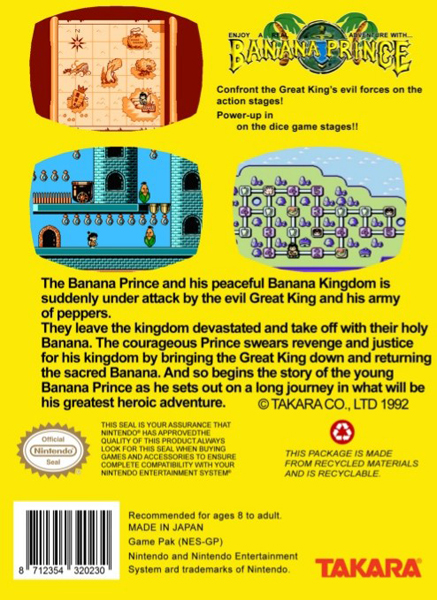 ENJOY A REAL ADVENTURE WITH...
BANANA PRINCE
Confront the Great King's evil forces on the
action stages!
Power-up in
on the dice game stages!!
The Banana Prince and his peaceful Banana Kingdom is
suddenly under attack by the evil Great King and his army
of peppers.
They leave the kingdom devastated and take off with their holy
Banana. The courageous Prince swears revenge and justice
for his kingdom by bringing the Great King down and returning
the sacred Banana. And so begins the story of the young
Banana Prince as he sets out on a long journey in what will be
his greatest heroic adventure. © TAKARA CO., LTD 1992
Official
Nintendo
Seal
THIS SEAL IS YOUR ASSURANCE THAT
NINTENDO® HAS APPROVEDTHE
QUALITY OF THIS PRODUCT.ALWAYS
LOOK FOR THIS SEAL WHEN BUYING
GAMES AND ACCESSORIES TO ENSURE
COMPLETE COMPATIBILITY WITH YOUR
NINTENDO ENTERTAINMENT SYSTEM®
THIS PACKAGE IS MADE
FROM RECYCLED MATERIALS
AND IS RECYCLABLE.
8 712354 320230 >
Recommended for ages 8 to adult.
MADE IN JAPAN
Game Pak (NES-GP)
Nintendo and Nintendo Entertainment
System ard trademarks of Nintendo.
TAKARA